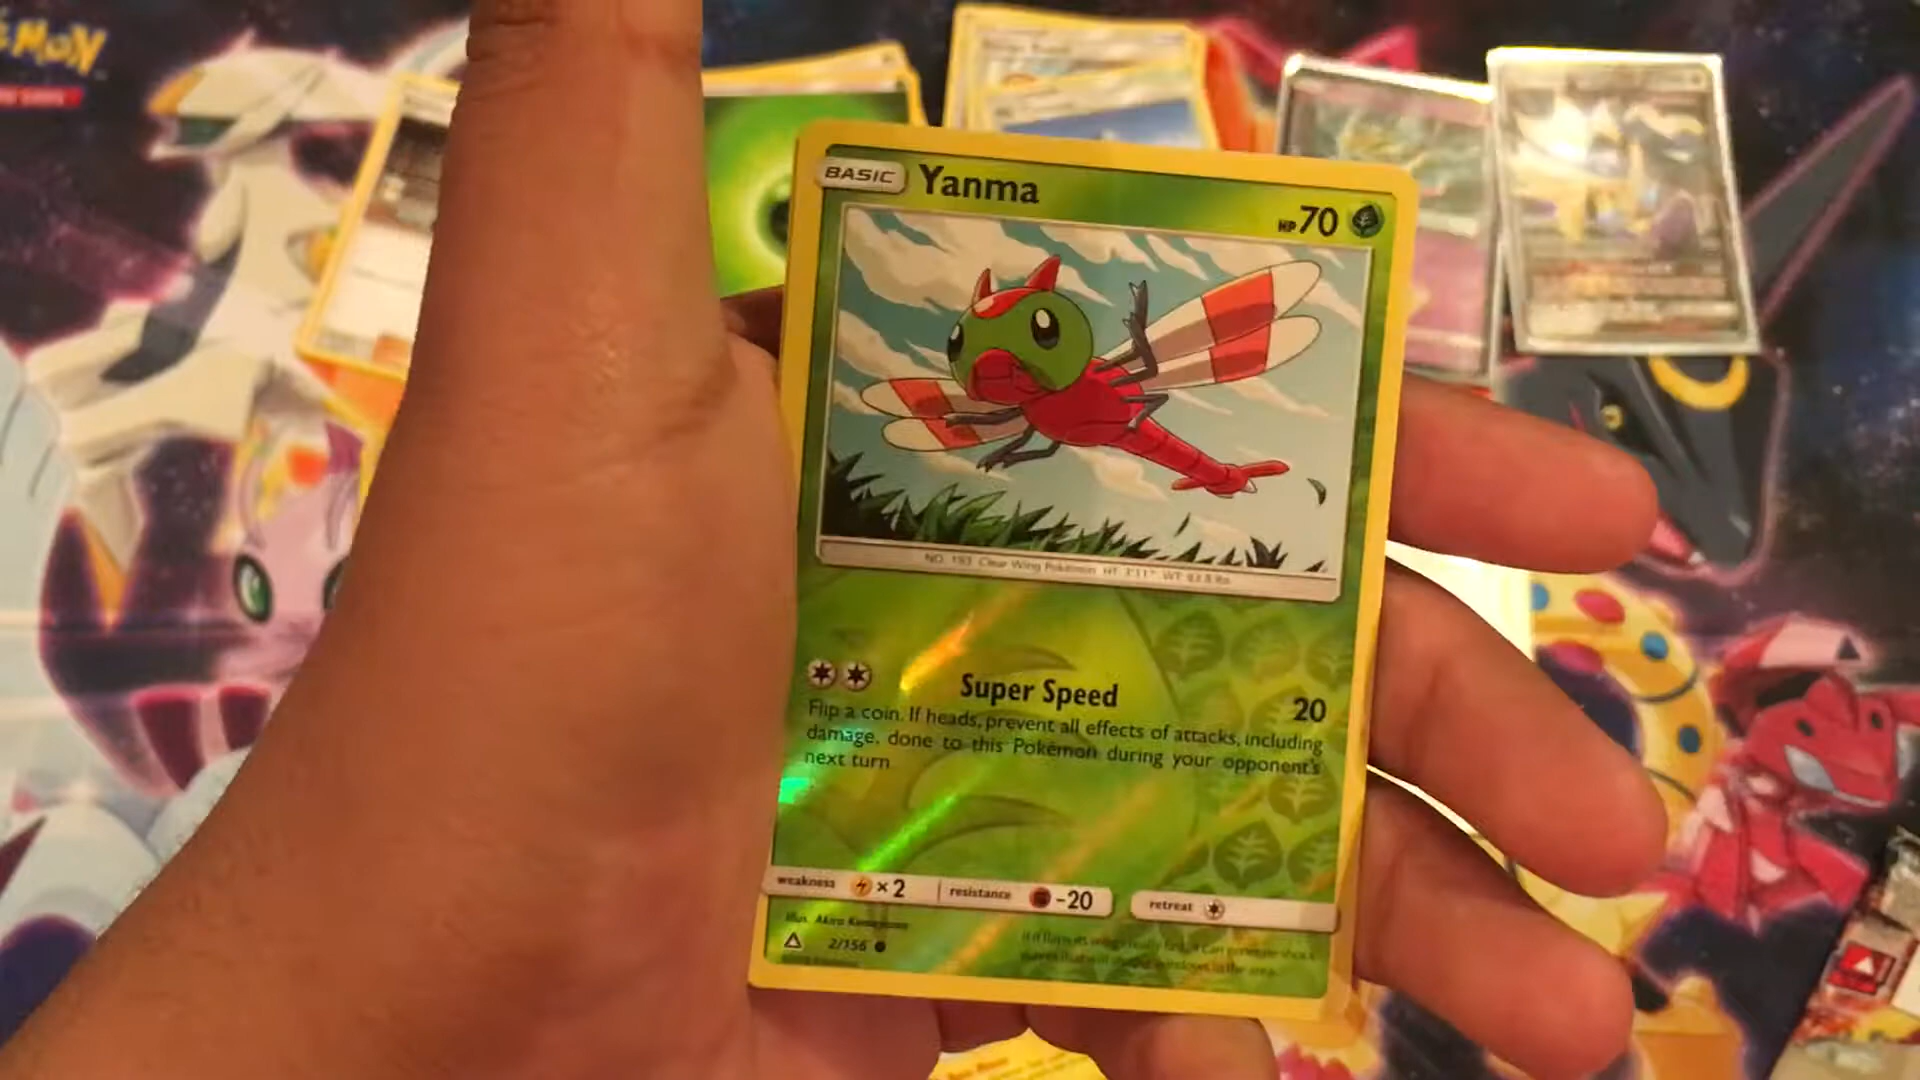 BASIC Yanma
HP 70
NO. 193 Clear Wing Pokémon HT: 3'11" WT: 83.8 lbs
Super Speed 20
Flip a coin. If heads, prevent all effects of attacks, including
damage, done to this Pokémon during your opponent's
next turn
weakness ×2 resistance -20 retreat
Illus. Akira Komayama
2/156